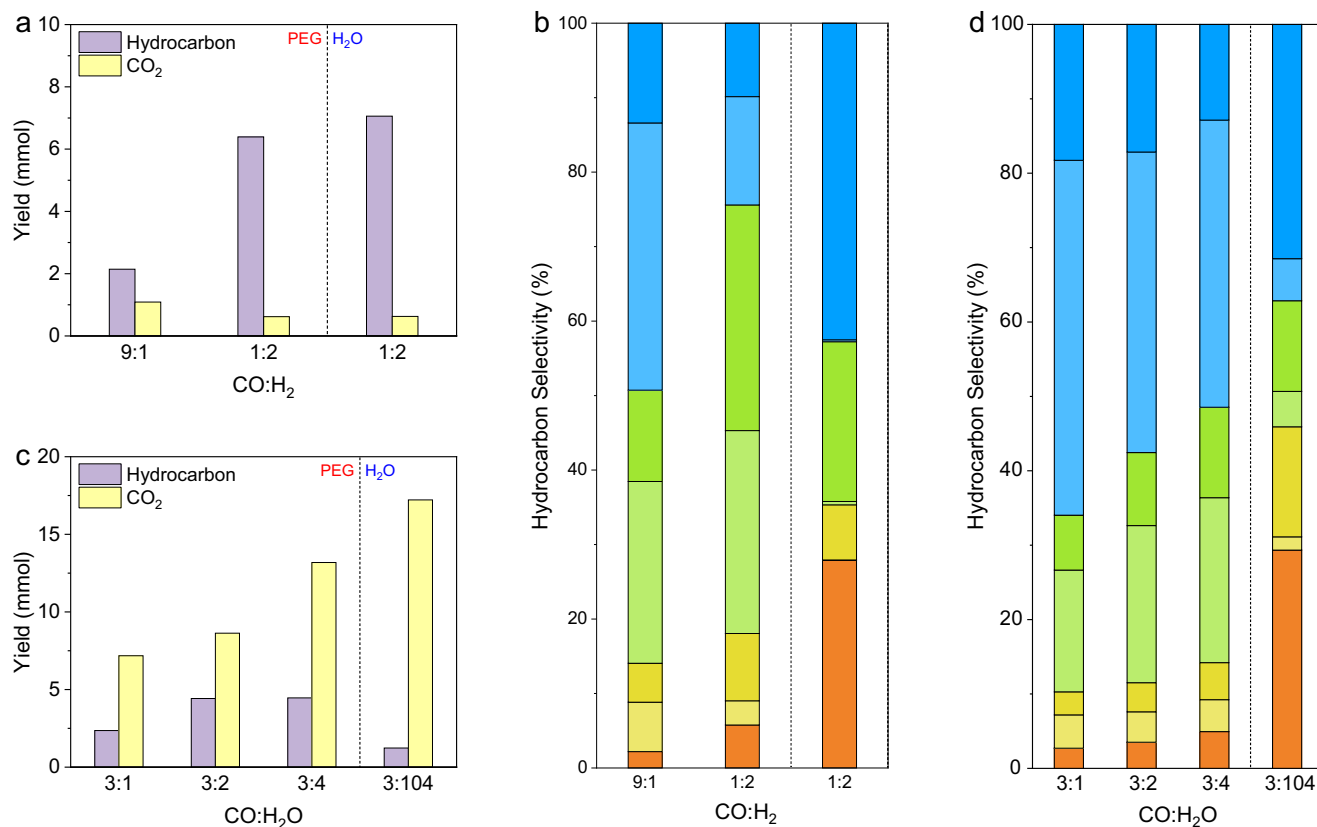 a
10
8
6
4
2
0
Yield (mmol)
Hydrocarbon
CO₂
PEG
H₂O
9:1
1:2
1:2
CO:H₂
b
100
80
60
40
20
0
Hydrocarbon Selectivity (%)
9:1
1:2
1:2
CO:H₂
c
20
15
10
5
0
Yield (mmol)
Hydrocarbon
CO₂
PEG
H₂O
3:1
3:2
3:4
3:104
CO:H₂O
d
100
80
60
40
20
0
Hydrocarbon Selectivity (%)
3:1
3:2
3:4
3:104
CO:H₂O